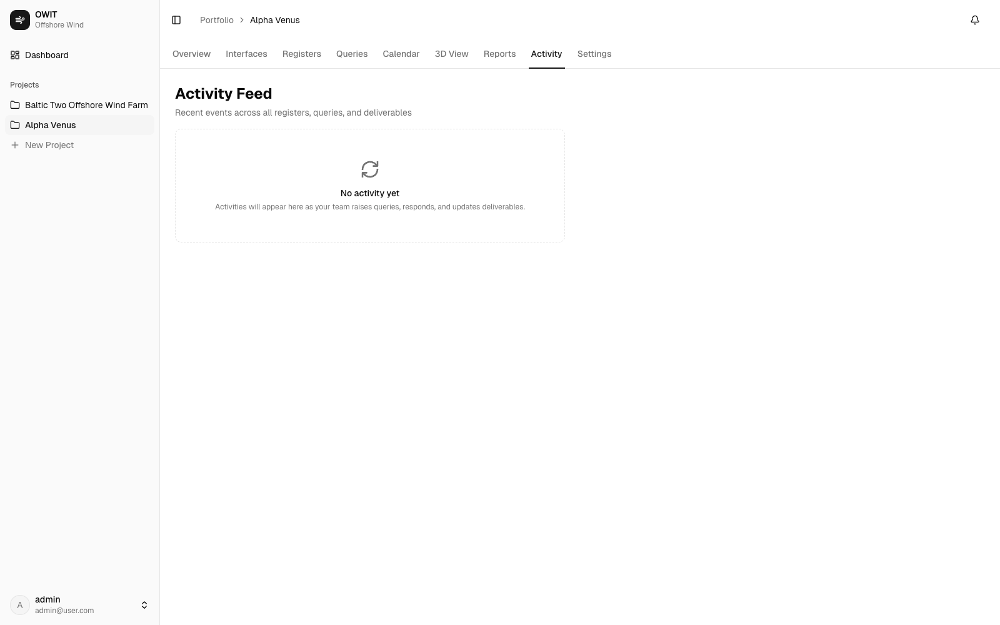 OWIT
Offshore Wind
Dashboard
Projects
Baltic Two Offshore Wind Farm
Alpha Venus
New Project
A
admin
admin@user.com
Portfolio > Alpha Venus
Overview Interfaces Registers Queries Calendar 3D View Reports Activity Settings
Activity Feed
Recent events across all registers, queries, and deliverables
No activity yet
Activities will appear here as your team raises queries, responds, and updates deliverables.